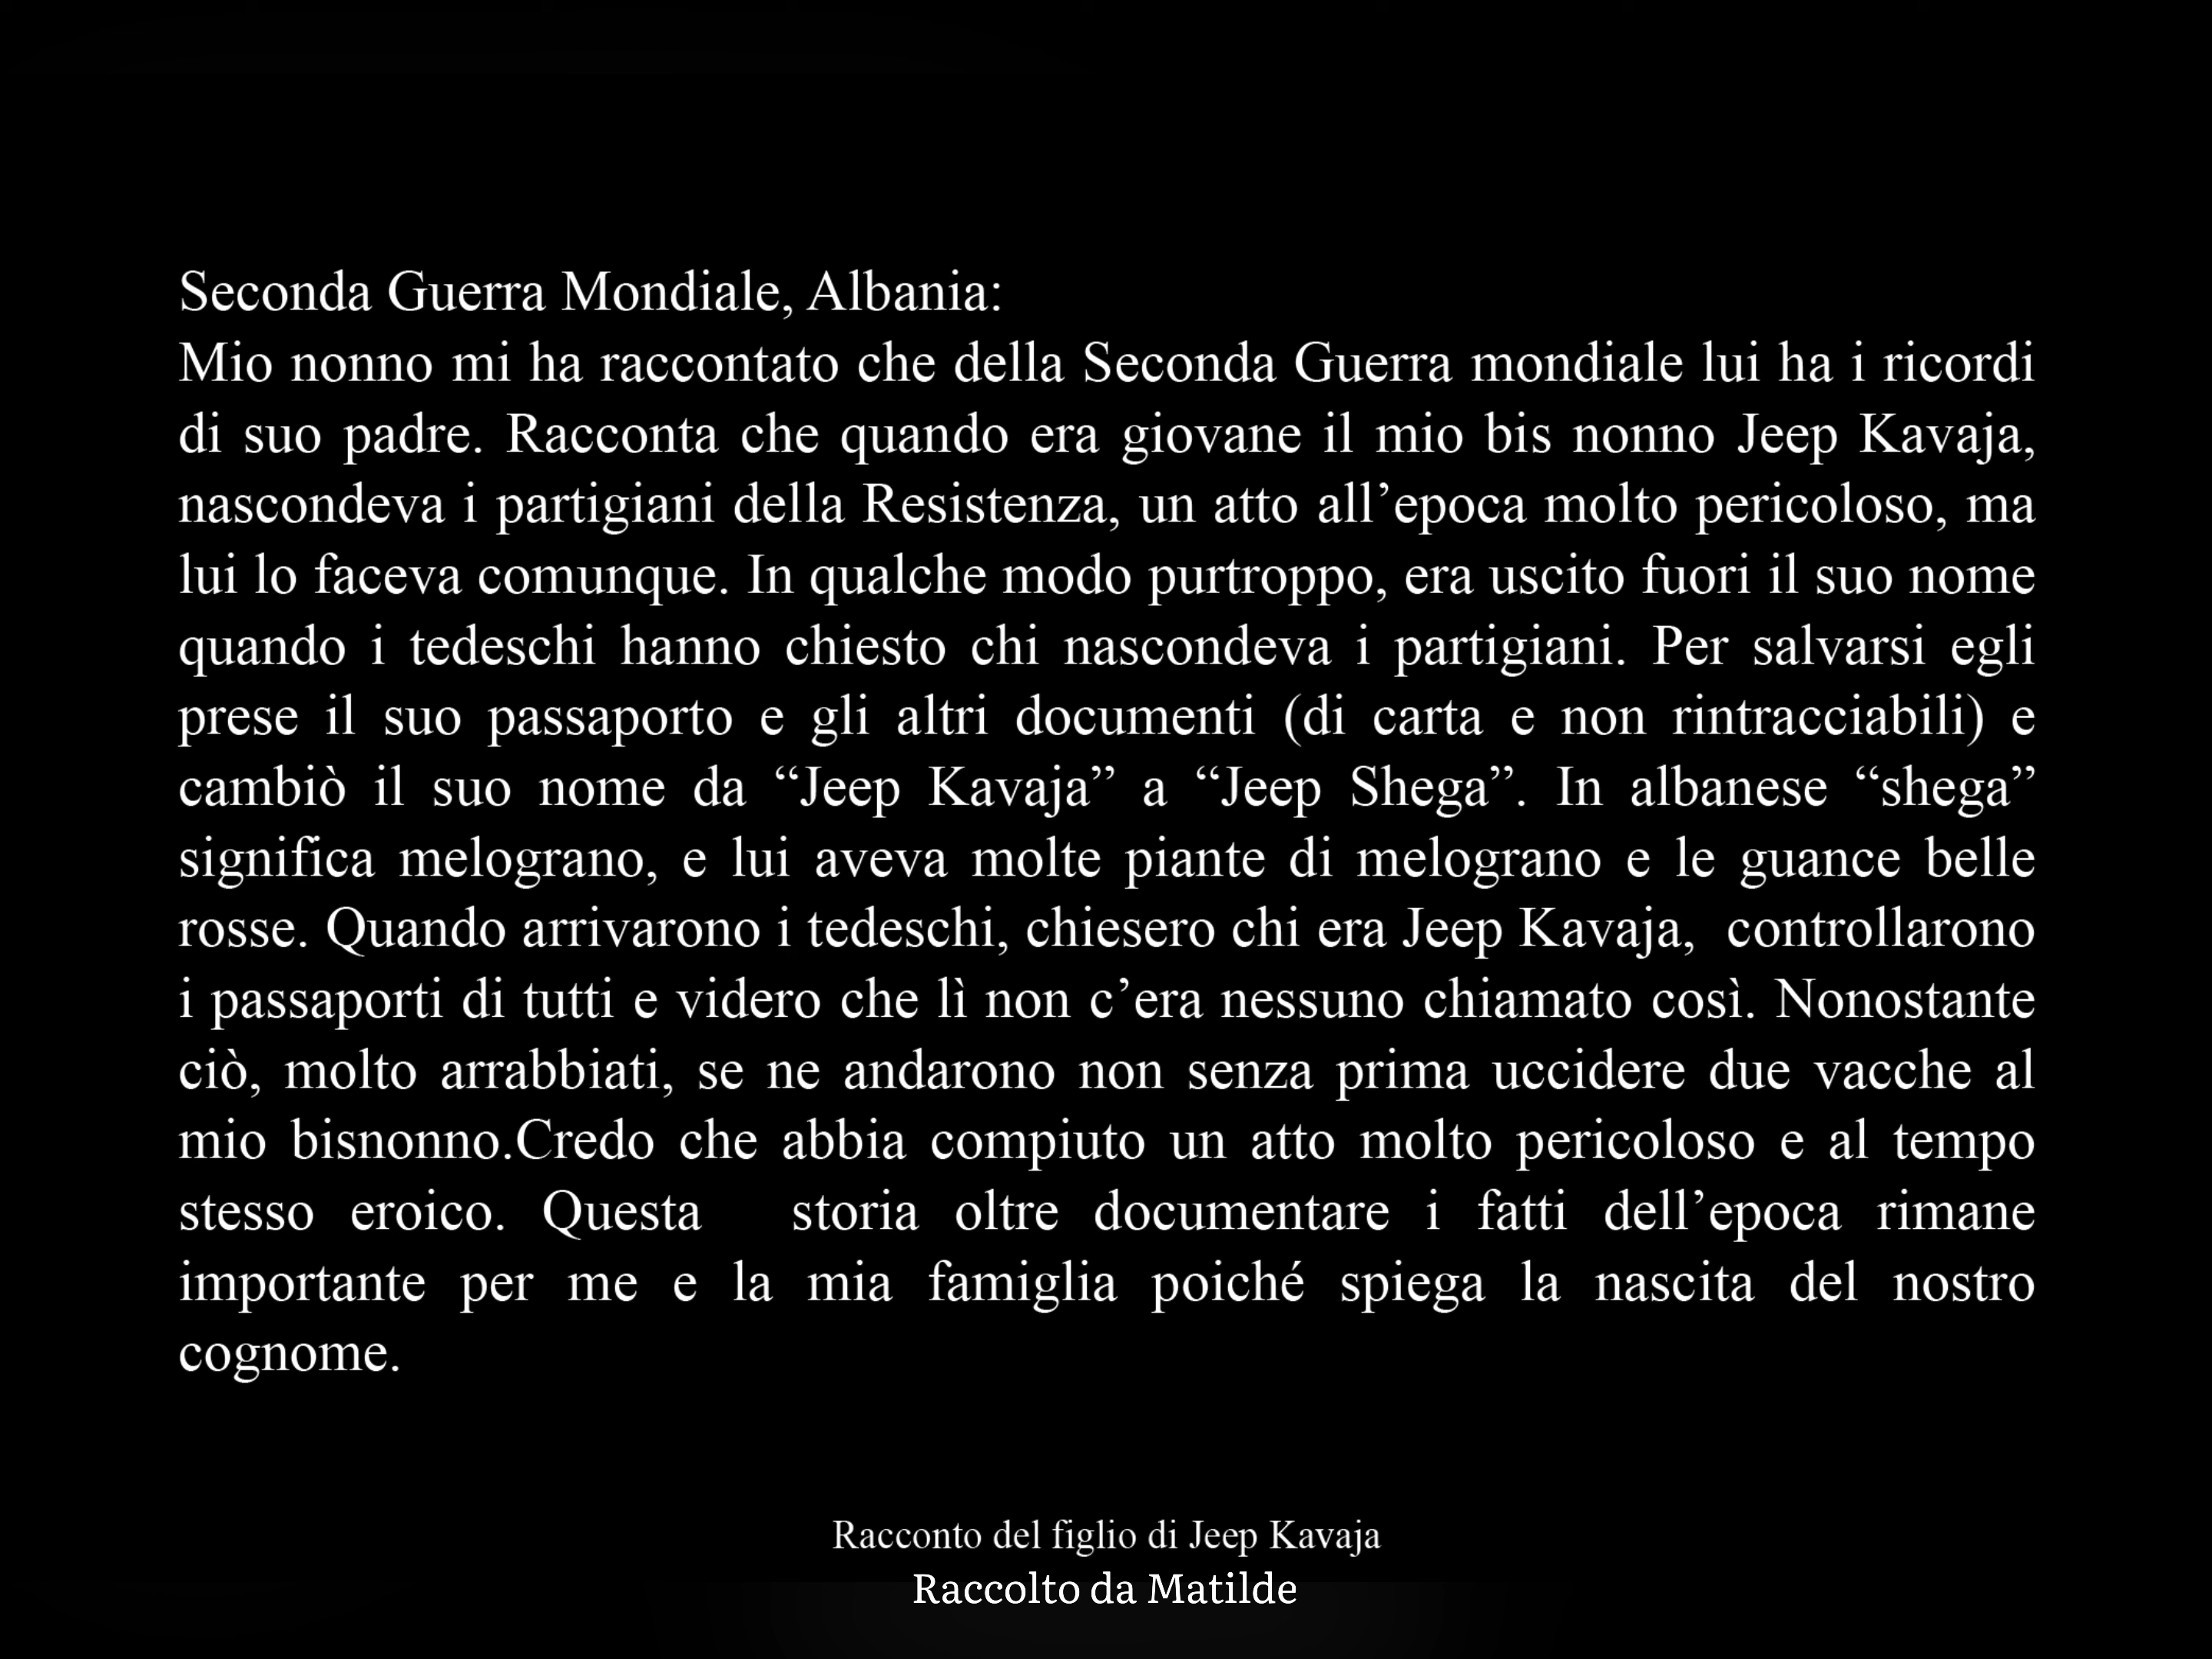 Seconda Guerra Mondiale, Albania:
Mio nonno mi ha raccontato che della Seconda Guerra mondiale lui ha i ricordi
di suo padre. Racconta che quando era giovane il mio bis nonno Jeep Kavaja,
nascondeva i partigiani della Resistenza, un atto all’epoca molto pericoloso, ma
lui lo faceva comunque. In qualche modo purtroppo, era uscito fuori il suo nome
quando i tedeschi hanno chiesto chi nascondeva i partigiani. Per salvarsi egli
prese il suo passaporto e gli altri documenti (di carta e non rintracciabili) e
cambiò il suo nome da “Jeep Kavaja” a “Jeep Shega”. In albanese “shega”
significa melograno, e lui aveva molte piante di melograno e le guance belle
rosse. Quando arrivarono i tedeschi, chiesero chi era Jeep Kavaja, controllarono
i passaporti di tutti e videro che lì non c’era nessuno chiamato così. Nonostante
ciò, molto arrabbiati, se ne andarono non senza prima uccidere due vacche al
mio bisnonno.Credo che abbia compiuto un atto molto pericoloso e al tempo
stesso eroico. Questa storia oltre documentare i fatti dell’epoca rimane
importante per me e la mia famiglia poiché spiega la nascita del nostro
cognome.
Racconto del figlio di Jeep Kavaja
Raccolto da Matilde